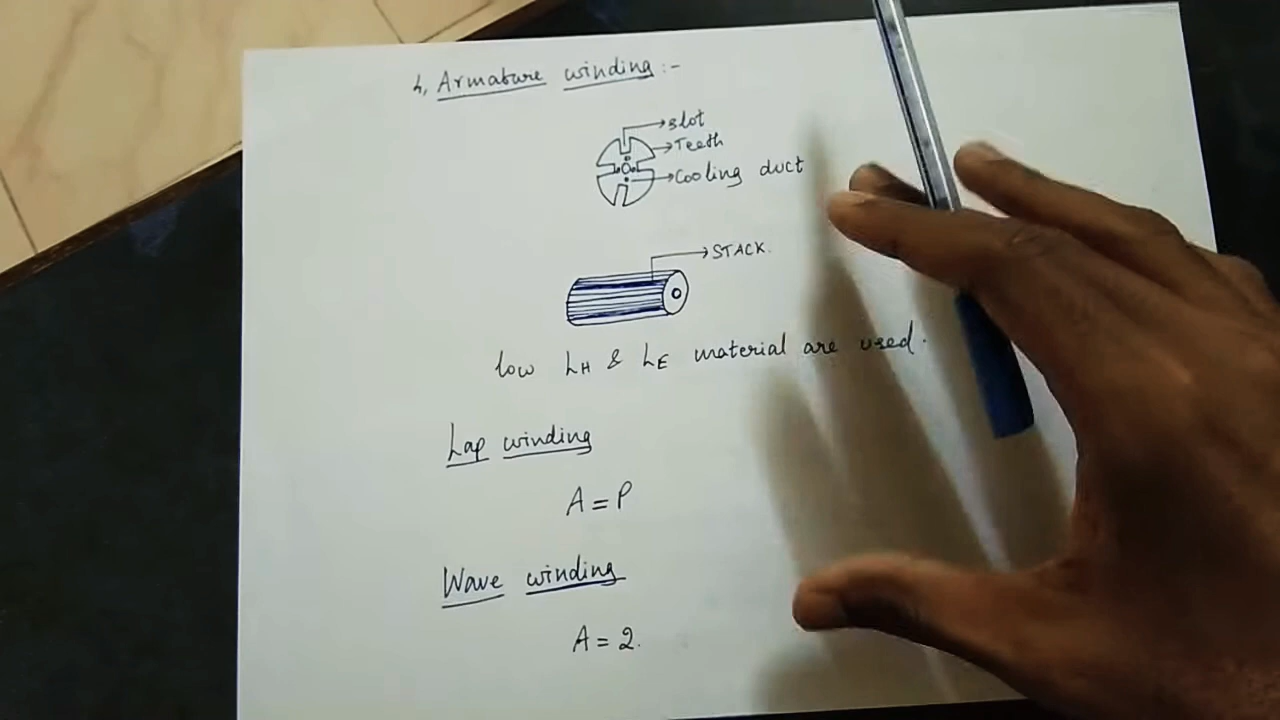 4, Armature winding :-
slot
Teeth
Cooling duct
STACK.
low LH & LE material are used.
Lap winding
A = P
Wave winding
A = 2.